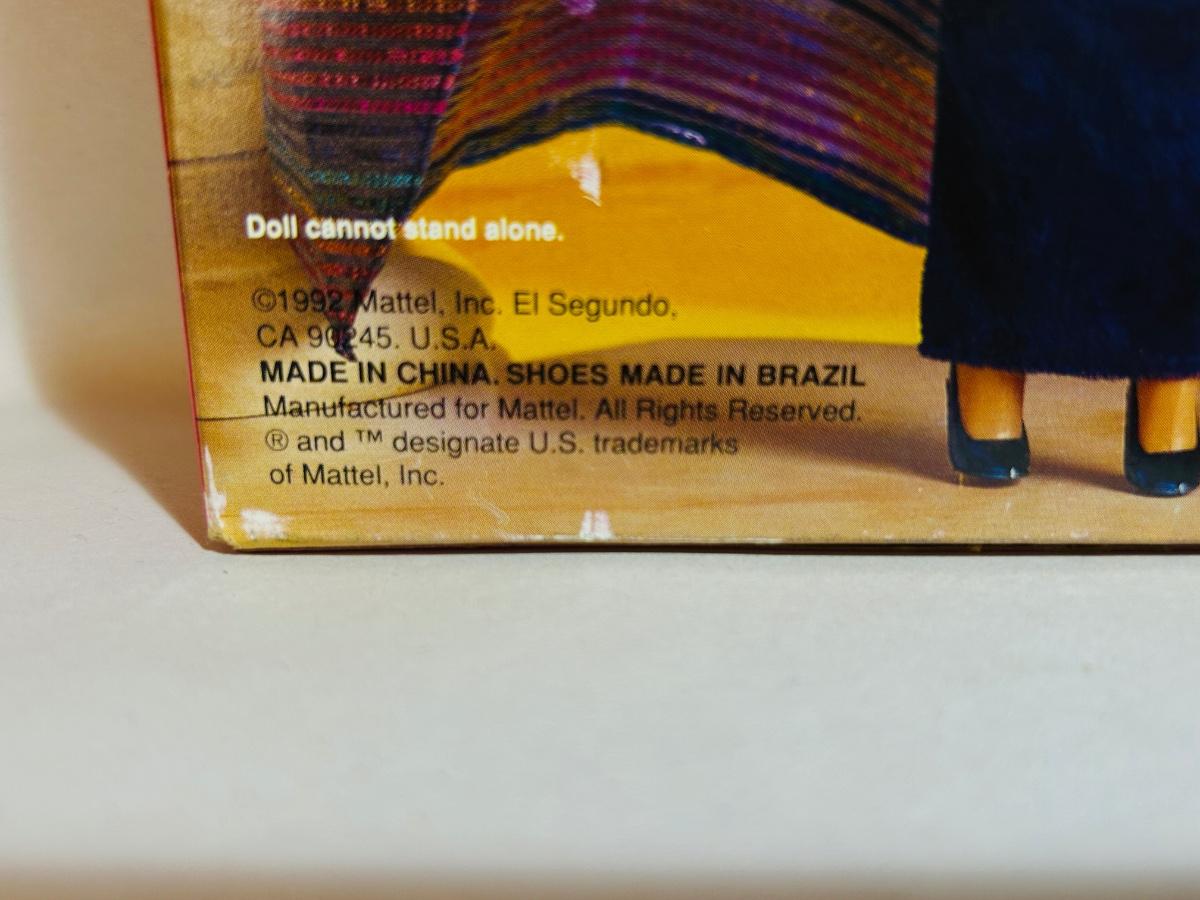 Doll cannot stand alone.
©1992 Mattel, Inc. El Segundo,
CA 90245. U.S.A.
MADE IN CHINA. SHOES MADE IN BRAZIL
Manufactured for Mattel. All Rights Reserved.
® and ™ designate U.S. trademarks
of Mattel, Inc.